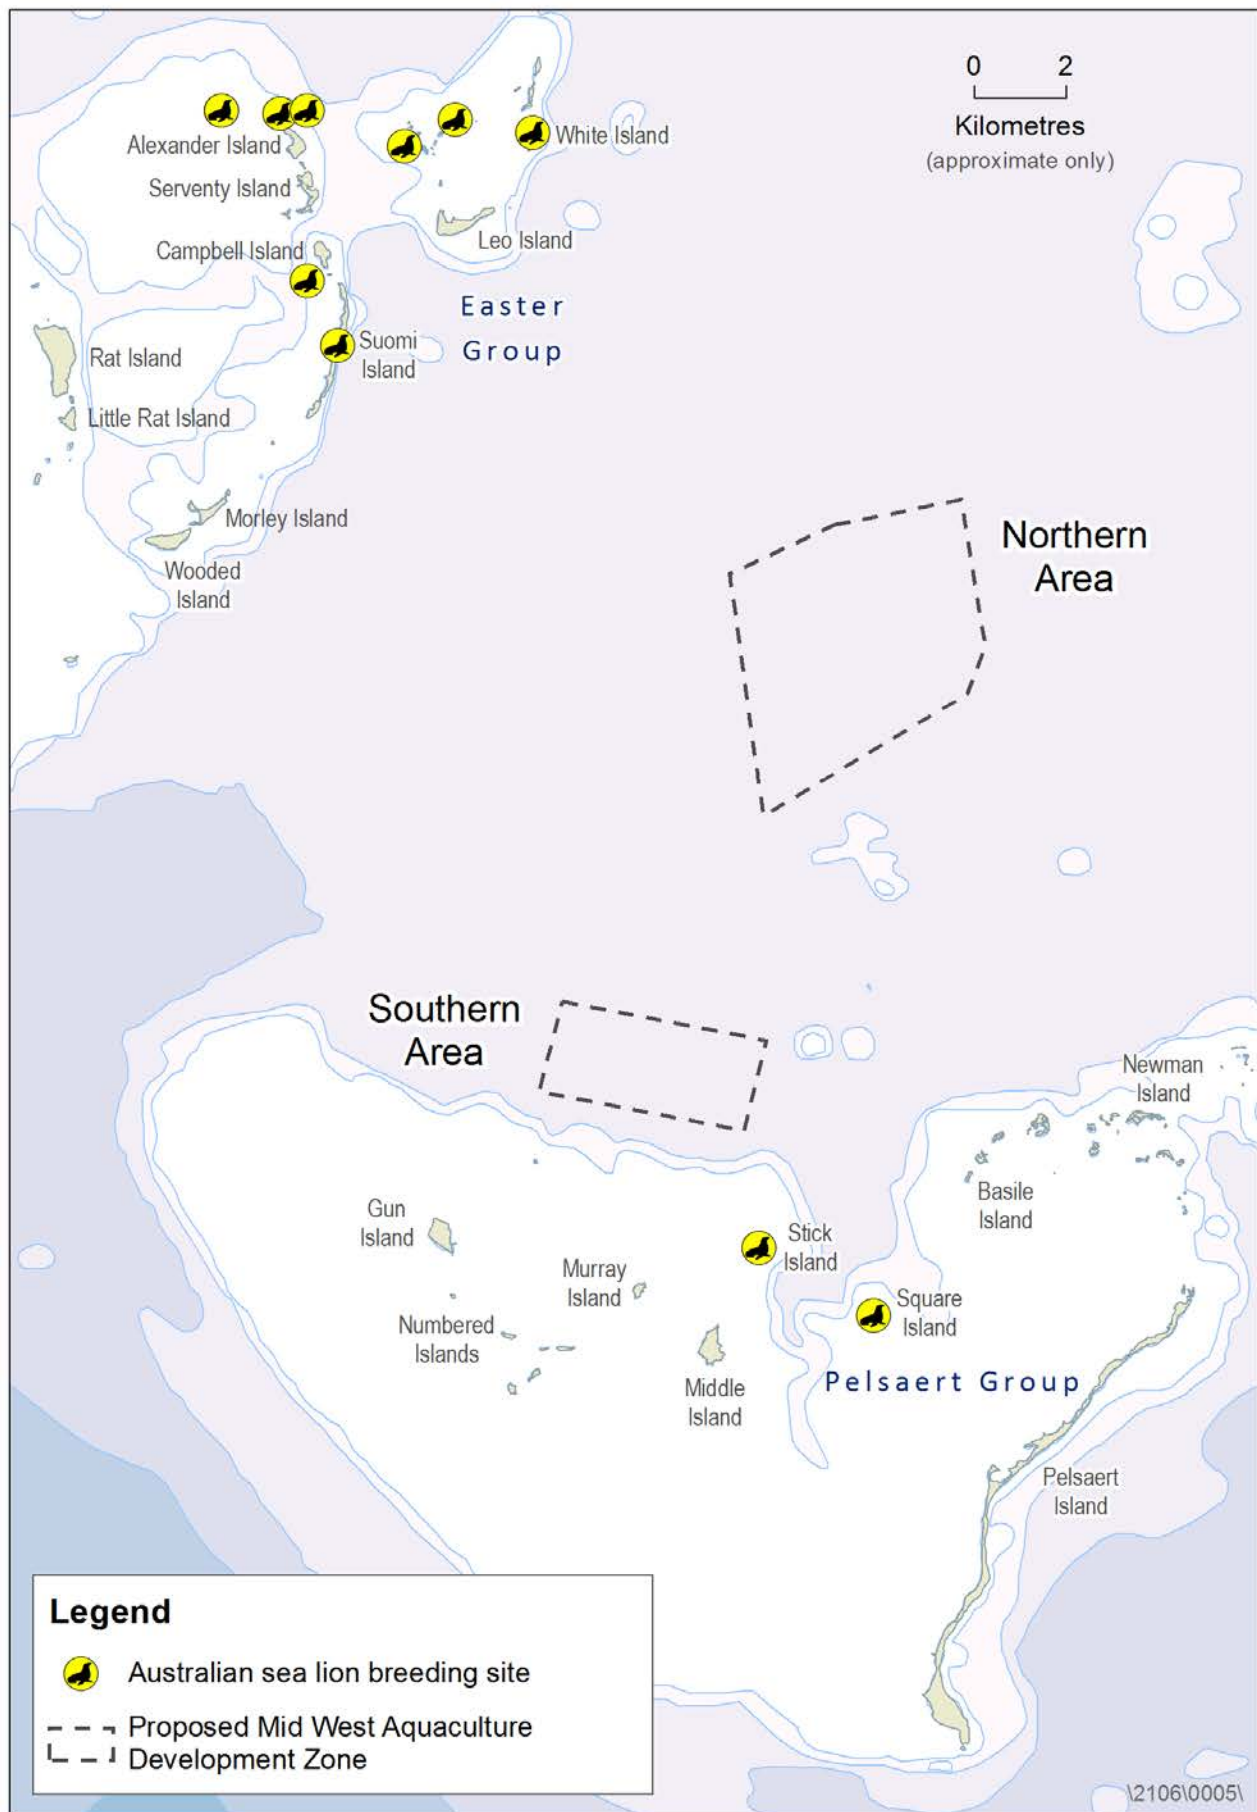 0 2
Kilometres
(approximate only)
Alexander Island
White Island
Serventy Island
Leo Island
Campbell Island
Easter
Group
Suomi
Island
Rat Island
Little Rat Island
Morley Island
Wooded
Island
Northern
Area
Southern
Area
Newman
Island
Basile
Island
Gun
Island
Stick
Island
Murray
Island
Square
Island
Numbered
Islands
Middle
Island
Pelsaert Group
Pelsaert
Island
Legend
Australian sea lion breeding site
Proposed Mid West Aquaculture
Development Zone
\2106\0005\